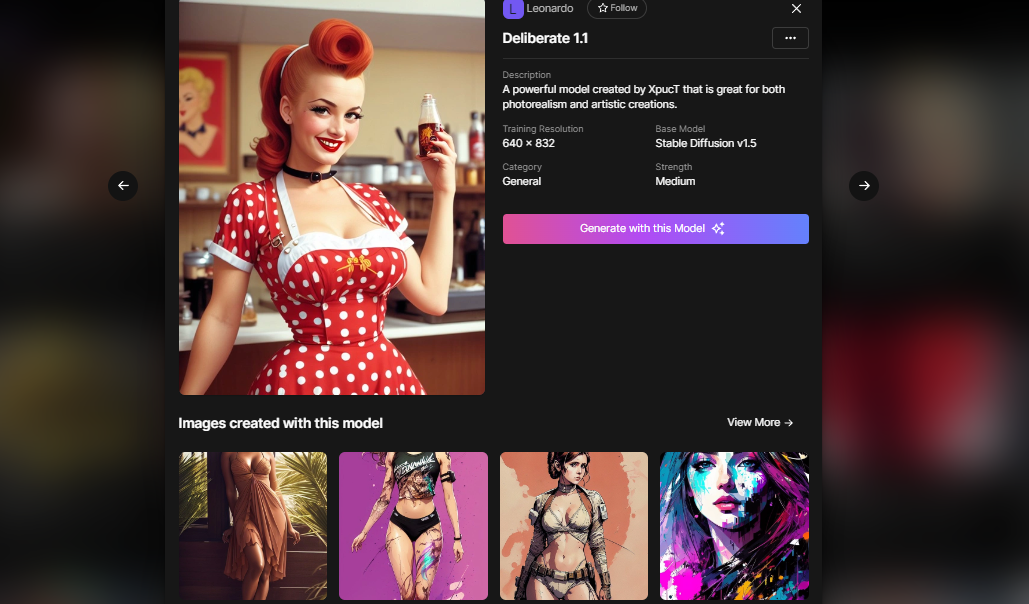 L Leonardo
Follow
Deliberate 1.1
Description
A powerful model created by XpucT that is great for both
photorealism and artistic creations.
Training Resolution
Base Model
640 × 832
Stable Diffusion v1.5
Category
Strength
General
Medium
Generate with this Model
Images created with this model
View More →